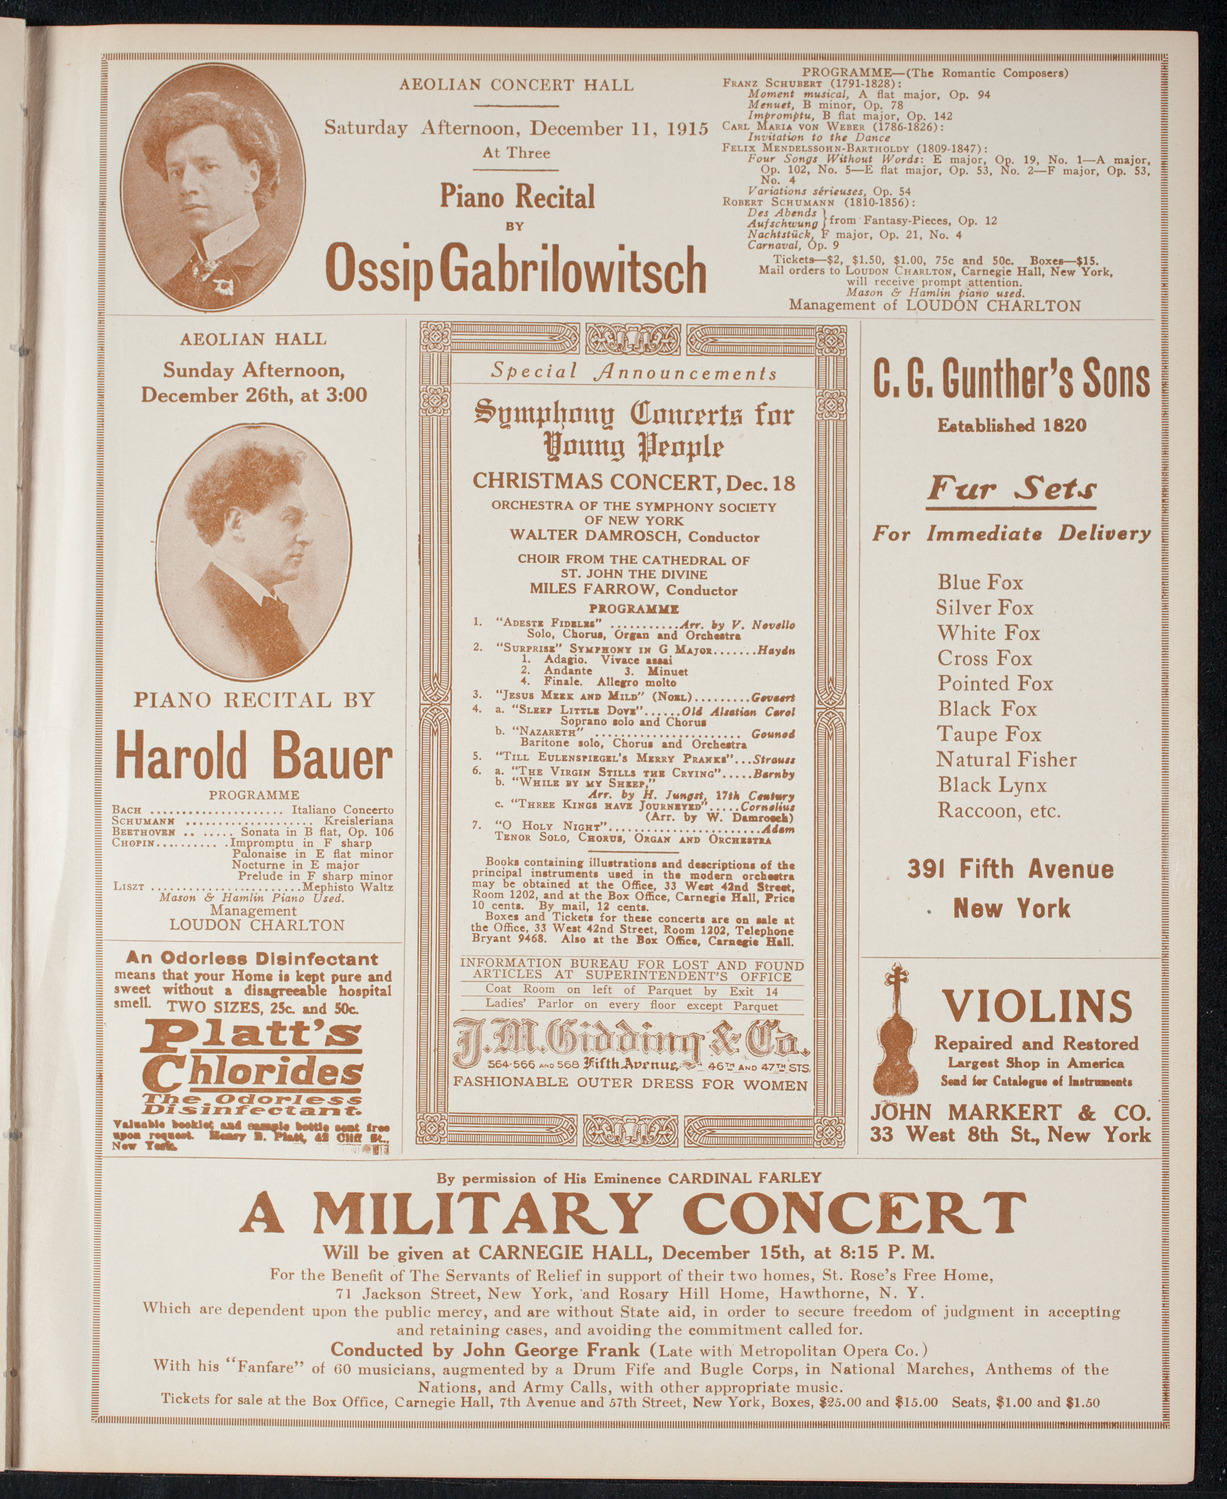 AEOLIAN CONCERT HALL
Saturday Afternoon, December 11, 1915
At Three
Piano Recital
BY
Ossip Gabrilowitsch
PROGRAMME—(The Romantic Composers)
FRANZ SCHUBERT (1791-1828):
Moment musical, A flat major, Op. 94
Menuet, B minor, Op. 78
Impromptu, B flat major, Op. 142
CARL MARIA VON WEBER (1786-1826):
Invitation to the Dance
FELIX MENDELSSOHN-BARTHOLDY (1809-1847):
Four Songs Without Words: E major, Op. 19, No. 1—A major,
Op. 102, No. 5—E flat major, Op. 53, No. 2—F major, Op. 53,
No. 4
Variations sérieuses, Op. 54
ROBERT SCHUMANN (1810-1856):
Des Abends
Aufschwung } from Fantasy-Pieces, Op. 12
Nachtstück, F major, Op. 21, No. 4
Carnaval, Op. 9
Tickets—$2, $1.50, $1.00, 75c and 50c. Boxes—$15.
Mail orders to LOUDON CHARLTON, Carnegie Hall, New York,
will receive prompt attention.
Mason & Hamlin piano used.
Management of LOUDON CHARLTON
AEOLIAN HALL
Sunday Afternoon,
December 26th, at 3:00
PIANO RECITAL BY
Harold Bauer
PROGRAMME
BACH .................... Italiano Concerto
SCHUMANN ................... Kreisleriana
BEETHOVEN .. ..... Sonata in B flat, Op. 106
CHOPIN.......... .Impromptu in F sharp
Polonaise in E flat minor
Nocturne in E major
Prelude in F sharp minor
LISZT .......................Mephisto Waltz
Mason & Hamlin Piano Used.
Management
LOUDON CHARLTON
An Odorless Disinfectant
means that your Home is kept pure and
sweet without a disagreeable hospital
smell. TWO SIZES, 25c. and 50c.
Platt's
Chlorides
The Odorless
Disinfectant.
Valuable booklet and sample bottle sent free
upon request. Henry B. Platt, 42 Cliff St.,
New York.
Special Announcements
Symphony Concerts for
Young People
CHRISTMAS CONCERT, Dec. 18
ORCHESTRA OF THE SYMPHONY SOCIETY
OF NEW YORK
WALTER DAMROSCH, Conductor
CHOIR FROM THE CATHEDRAL OF
ST. JOHN THE DIVINE
MILES FARROW, Conductor
PROGRAMME
1. "ADESTE FIDELES" ...........Arr. by V. Novello
Solo, Chorus, Organ and Orchestra
2. "SURPRISE" SYMPHONY IN G MAJOR.......Haydn
1. Adagio. Vivace assai
2. Andante 3. Minuet
4. Finale. Allegro molto
3. "JESUS MEEK AND MILD" (NOEL).........Gevaert
4. a. "SLEEP LITTLE DOVE"......Old Alsatian Carol
Soprano solo and Chorus
b. "NAZARETH" ...................... Gounod
Baritone solo, Chorus and Orchestra
5. "TILL EULENSPIEGEL'S MERRY PRANKS"...Strauss
6. a. "THE VIRGIN STILLS THE CRYING".....Barnby
b. "WHILE BY MY SHEEP,"
Arr. by H. Jungst, 17th Century
c. "THREE KINGS HAVE JOURNEYED".....Cornelius
(Arr. by W. Damrosch)
7. "O HOLY NIGHT".........................Adam
TENOR SOLO, CHORUS, ORGAN AND ORCHESTRA
Books containing illustrations and descriptions of the
principal instruments used in the modern orchestra
may be obtained at the Office, 33 West 42nd Street,
Room 1202, and at the Box Office, Carnegie Hall, Price
10 cents. By mail, 12 cents.
Boxes and Tickets for these concerts are on sale at
the Office, 33 West 42nd Street, Room 1202, Telephone
Bryant 9468. Also at the Box Office, Carnegie Hall.
INFORMATION BUREAU FOR LOST AND FOUND
ARTICLES AT SUPERINTENDENT'S OFFICE
Coat Room on left of Parquet by Exit 14
Ladies' Parlor on every floor except Parquet
J.M. Gidding & Co.
564-566 AND 568 Fifth Avenue, 46TH AND 47TH STS.
FASHIONABLE OUTER DRESS FOR WOMEN
C. G. Gunther's Sons
Established 1820
Fur Sets
For Immediate Delivery
Blue Fox
Silver Fox
White Fox
Cross Fox
Pointed Fox
Black Fox
Taupe Fox
Natural Fisher
Black Lynx
Raccoon, etc.
391 Fifth Avenue
New York
VIOLINS
Repaired and Restored
Largest Shop in America
Send for Catalogue of Instruments
JOHN MARKERT & CO.
33 West 8th St., New York
By permission of His Eminence CARDINAL FARLEY
A MILITARY CONCERT
Will be given at CARNEGIE HALL, December 15th, at 8:15 P. M.
For the Benefit of The Servants of Relief in support of their two homes, St. Rose's Free Home,
71 Jackson Street, New York, and Rosary Hill Home, Hawthorne, N. Y.
Which are dependent upon the public mercy, and are without State aid, in order to secure freedom of judgment in accepting
and retaining cases, and avoiding the commitment called for.
Conducted by John George Frank (Late with Metropolitan Opera Co.)
With his "Fanfare" of 60 musicians, augmented by a Drum Fife and Bugle Corps, in National Marches, Anthems of the
Nations, and Army Calls, with other appropriate music.
Tickets for sale at the Box Office, Carnegie Hall, 7th Avenue and 57th Street, New York, Boxes, $25.00 and $15.00 Seats, $1.00 and $1.50